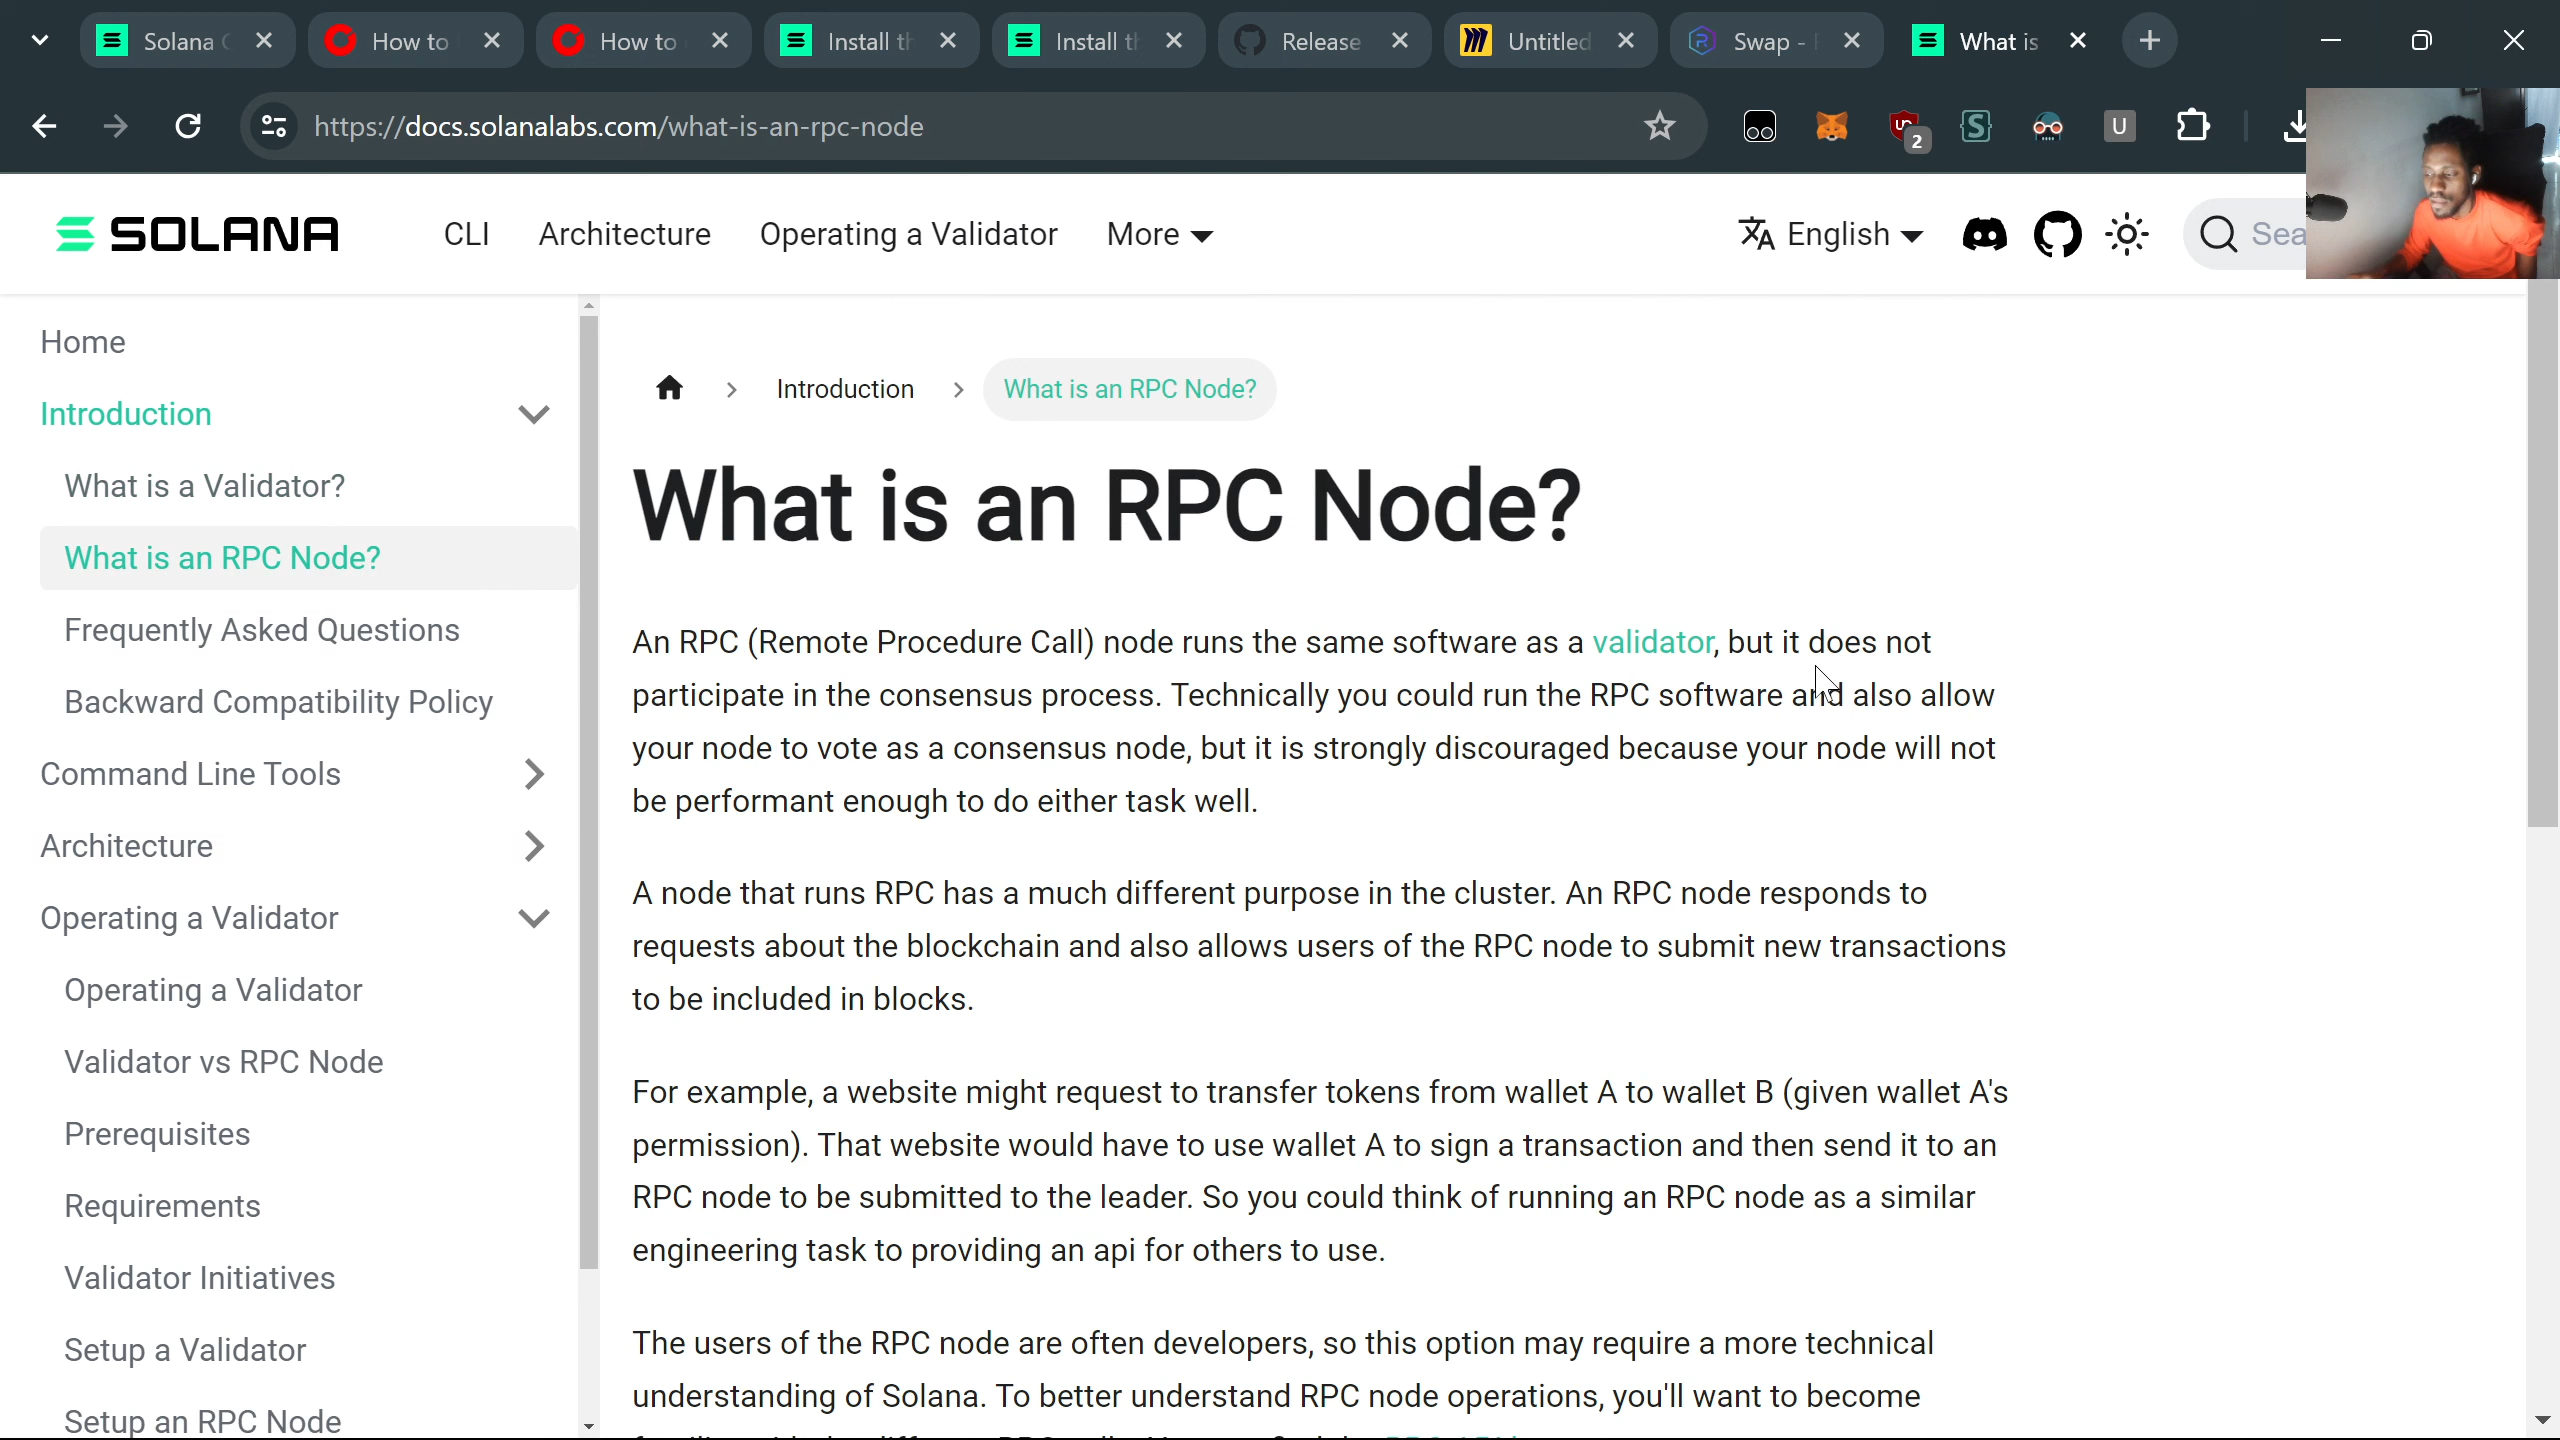 Solana
How to
How to
Install th
Install th
Release
Untitled
Swap -
What is
https://docs.solanalabs.com/what-is-an-rpc-node
2
U
SOLANA
CLI
Architecture
Operating a Validator
More
English
Sea
Home
Introduction
What is a Validator?
What is an RPC Node?
Frequently Asked Questions
Backward Compatibility Policy
Command Line Tools
Architecture
Operating a Validator
Operating a Validator
Validator vs RPC Node
Prerequisites
Requirements
Validator Initiatives
Setup a Validator
Setup an RPC Node
Introduction
What is an RPC Node?
What is an RPC Node?
An RPC (Remote Procedure Call) node runs the same software as a validator, but it does not
participate in the consensus process. Technically you could run the RPC software and also allow
your node to vote as a consensus node, but it is strongly discouraged because your node will not
be performant enough to do either task well.
A node that runs RPC has a much different purpose in the cluster. An RPC node responds to
requests about the blockchain and also allows users of the RPC node to submit new transactions
to be included in blocks.
For example, a website might request to transfer tokens from wallet A to wallet B (given wallet A's
permission). That website would have to use wallet A to sign a transaction and then send it to an
RPC node to be submitted to the leader. So you could think of running an RPC node as a similar
engineering task to providing an api for others to use.
The users of the RPC node are often developers, so this option may require a more technical
understanding of Solana. To better understand RPC node operations, you'll want to become